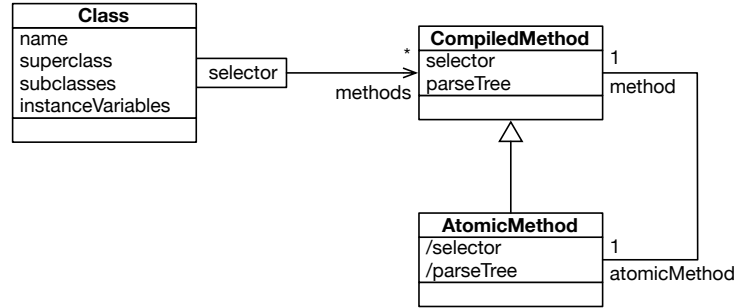 Class
name
superclass
subclasses
instanceVariables
selector
*
methods
CompiledMethod
selector
parseTree
1
method
AtomicMethod
/selector
/parseTree
1
atomicMethod